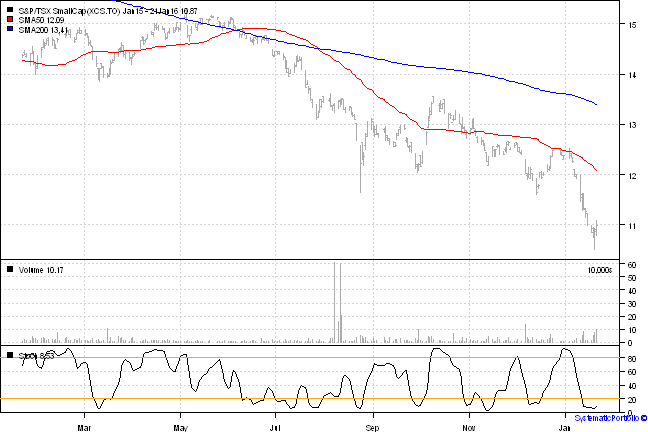 S&P/TSX SmallCap(XCS.TO) Jan15 - 21Jan16 10.87
SMA50 12.09
SMA200 13.41
15
14
13
12
11
Volume 10.17
10,000s
60
50
40
30
20
10
0
Stoch 8.53
80
60
40
20
0
Mar May Jul Sep Nov Jan
SystematicPortfolio ©